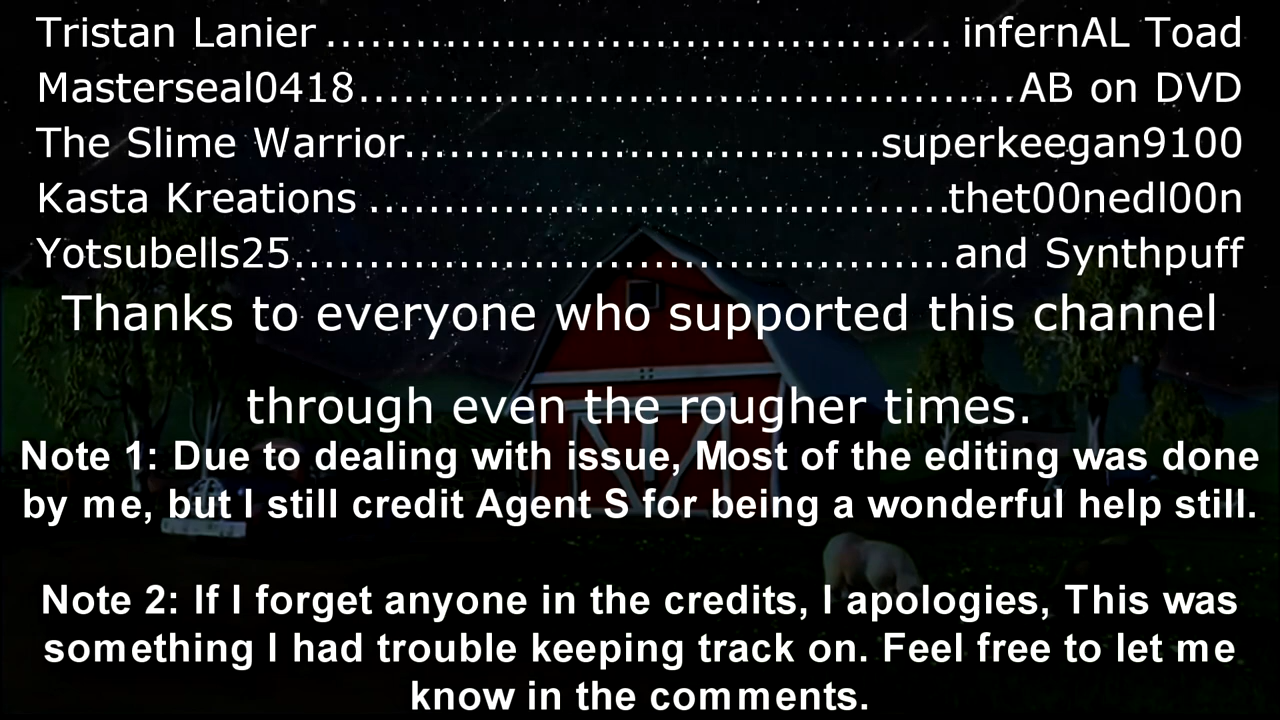 Tristan Lanier ........................................... infernAL Toad
Masterseal0418.............................................AB on DVD
The Slime Warrior................................superkeegan9100
Kasta Kreations .......................................thet00nedl00n
Yotsubells25............................................and Synthpuff
Thanks to everyone who supported this channel
through even the rougher times.
Note 1: Due to dealing with issue, Most of the editing was done
by me, but I still credit Agent S for being a wonderful help still.
Note 2: If I forget anyone in the credits, I apologies, This was
something I had trouble keeping track on. Feel free to let me
know in the comments.